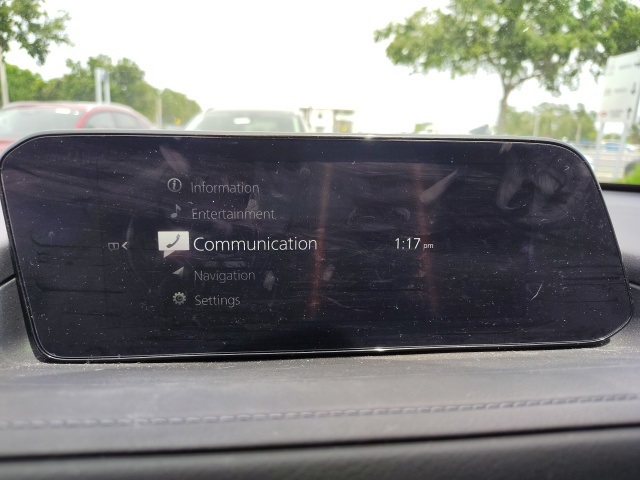 Information
Entertainment
Communication
1:17 pm
Navigation
Settings